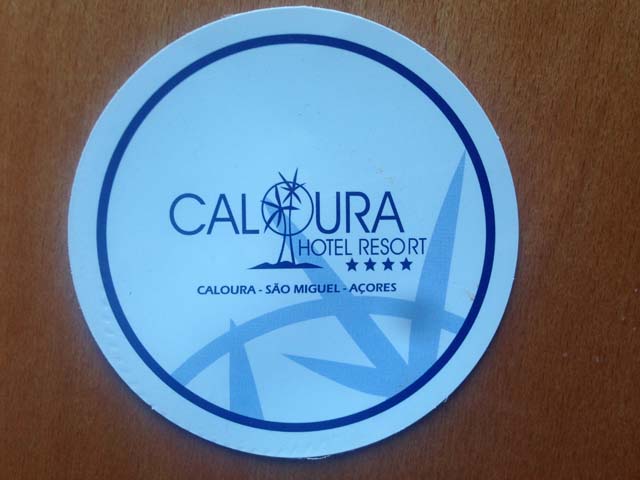 CALOURA
HOTEL RESORT
★★★★
CALOURA - SÃO MIGUEL - AÇORES